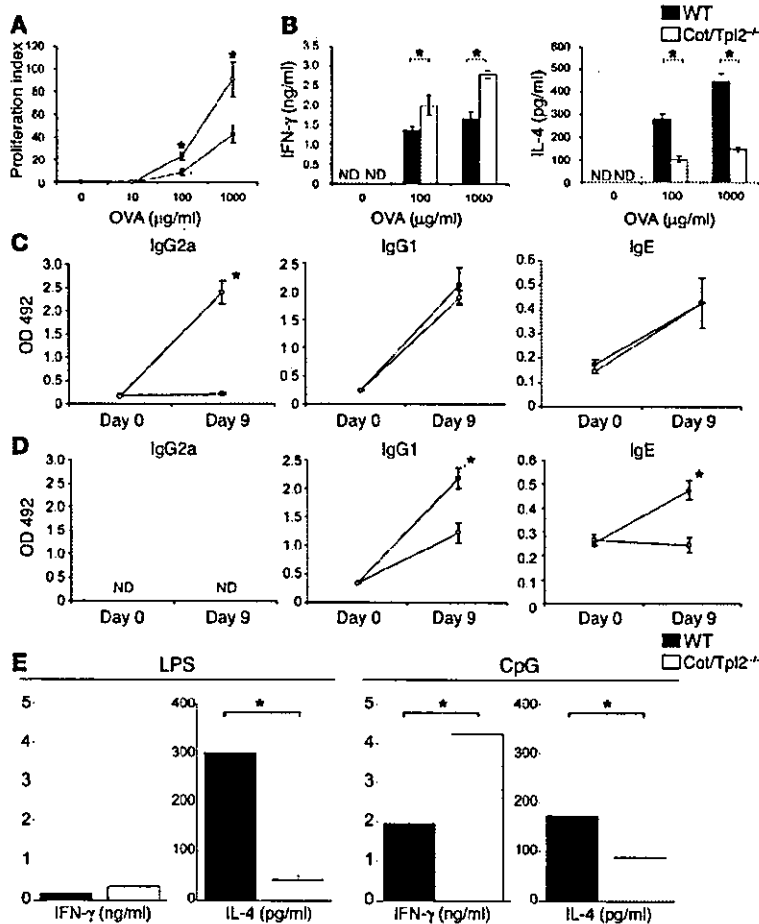 A
Proliferation index
120
100
80
60
40
20
0
0 10 100 1000
OVA (µg/ml)
*
*
B
IFN-γ (ng/ml)
3.5
3.0
2.5
2.0
1.5
1.0
0.5
0
ND ND
*
*
0 100 1000
OVA (µg/ml)
WT
Cot/Tpl2-/-
IL-4 (pg/ml)
600
500
400
300
200
100
0
ND ND
*
*
0 100 1000
OVA (µg/ml)
C
IgG2a
OD 492
3.0
2.5
2.0
1.5
1.0
0.5
0
*
Day 0 Day 9
IgG1
2.5
2.0
1.5
1.0
0.5
0
Day 0 Day 9
IgE
0.6
0.5
0.4
0.3
0.2
0.1
0
Day 0 Day 9
D
IgG2a
OD 492
3.0
2.5
2.0
1.5
1.0
0 5
0
ND ND
Day 0 Day 9
IgG1
2.5
2.0
1.5
1.0
0.5
0
*
Day 0 Day 9
IgE
0.6
0.5
0.4
0.3
0.2
0.1
0
*
Day 0 Day 9
WT
Cot/Tpl2-/-
E
LPS
5
4
3
2
1
0
IFN-γ (ng/ml)
400
300
200
100
0
*
IL-4 (pg/ml)
CpG
5
4
3
2
1
0
*
IFN-γ (ng/ml)
400
300
200
100
0
*
IL-4 (pg/ml)